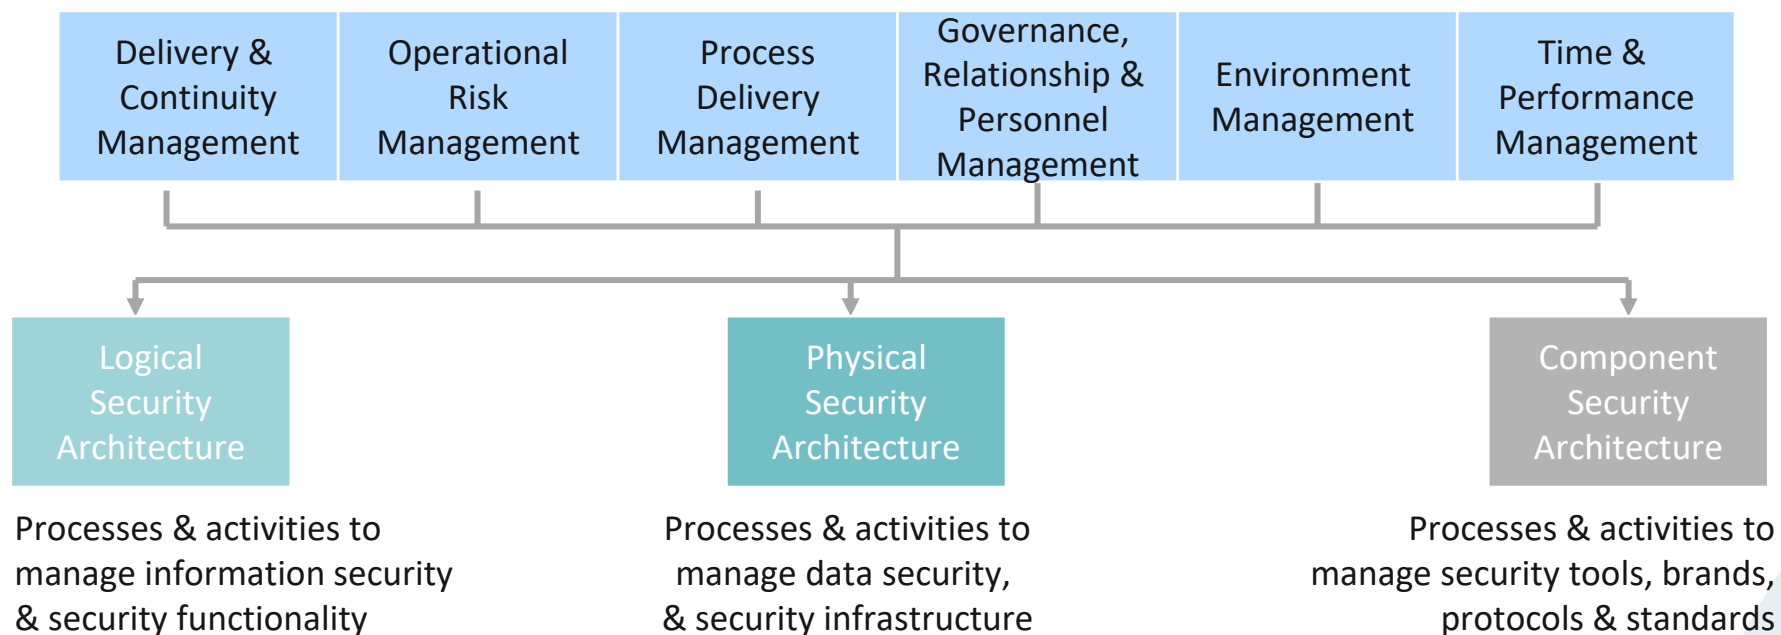 Delivery &
Continuity
Management
Operational
Risk
Management
Process
Delivery
Management
Governance,
Relationship &
Personnel
Management
Environment
Management
Time &
Performance
Management
Logical
Security
Architecture
Physical
Security
Architecture
Component
Security
Architecture
Processes & activities to
manage information security
& security functionality
Processes & activities to
manage data security,
& security infrastructure
Processes & activities to
manage security tools, brands,
protocols & standards